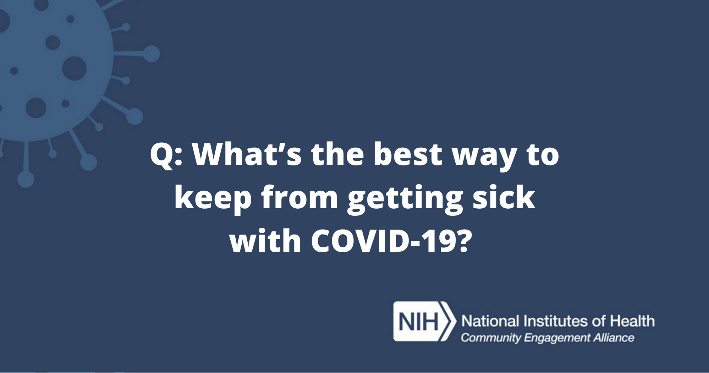 Q: What’s the best way to
keep from getting sick
with COVID-19?
NIH National Institutes of Health
Community Engagement Alliance